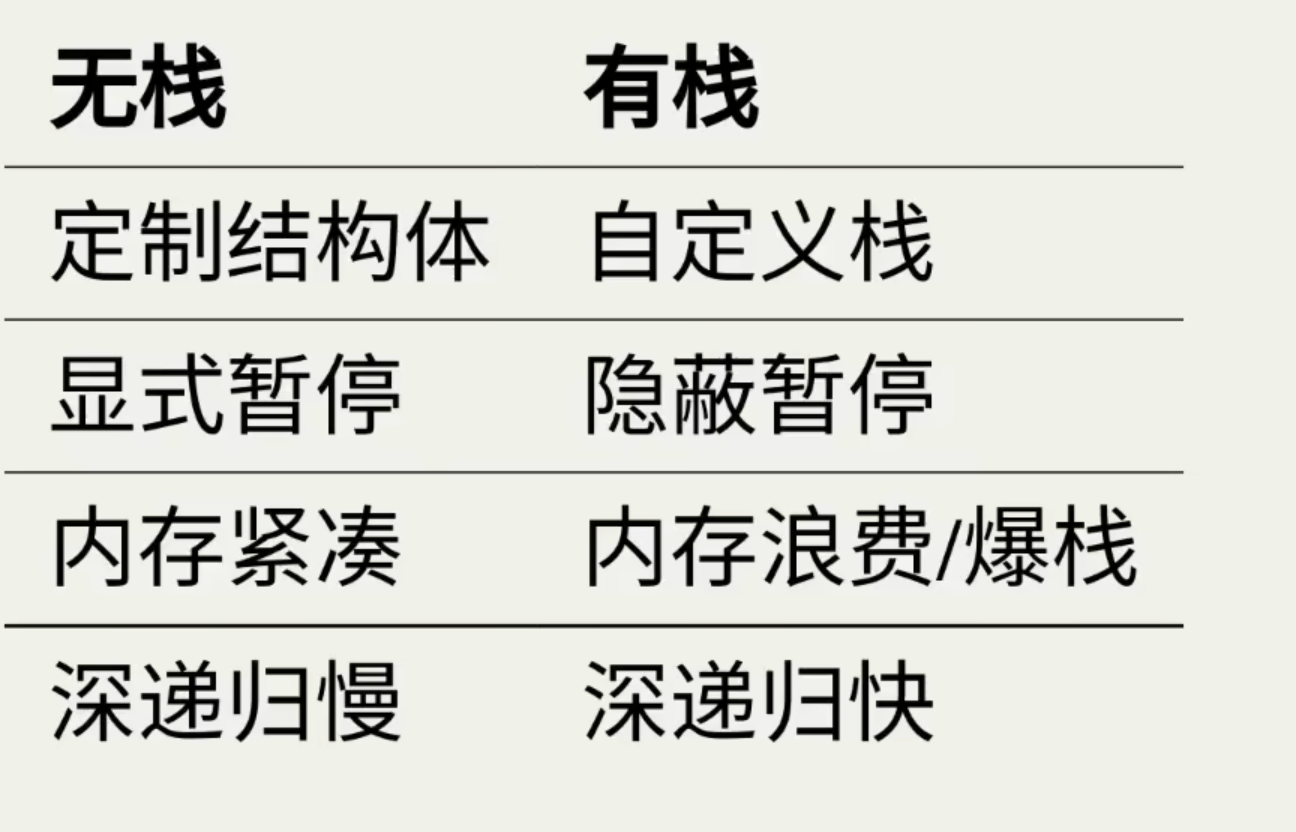 无栈 有栈
定制结构体 自定义栈
显式暂停 隐蔽暂停
内存紧凑 内存浪费/爆栈
深递归慢 深递归快